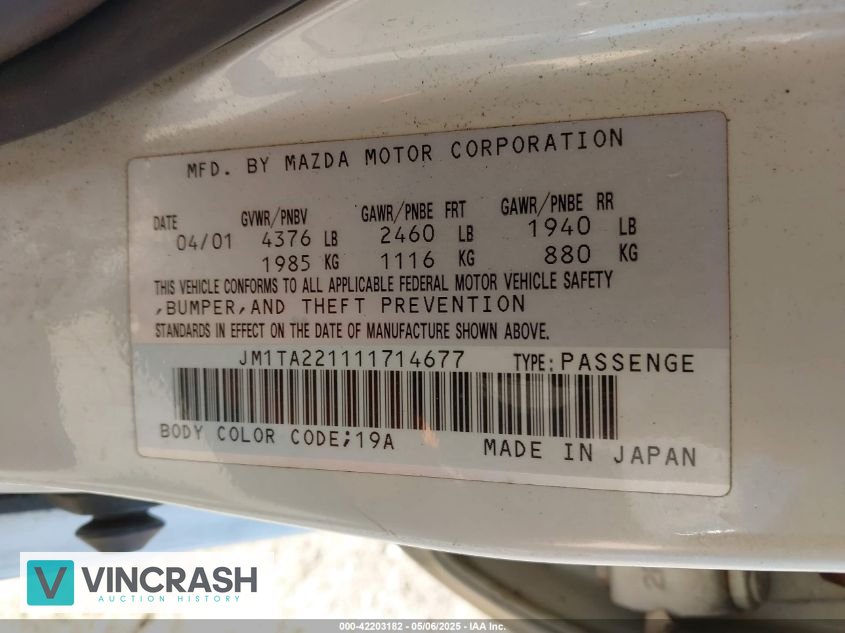 MFD. BY MAZDA MOTOR CORPORATION
DATE GVWR/PNBV GAWR/PNBE FRT GAWR/PNBE RR
04/01 4376 LB 2460 LB 1940 LB
1985 KG 1116 KG 880 KG
THIS VEHICLE CONFORMS TO ALL APPLICABLE FEDERAL MOTOR VEHICLE SAFETY
,BUMPER,AND THEFT PREVENTION
STANDARDS IN EFFECT ON THE DATE OF MANUFACTURE SHOWN ABOVE.
JM1TA221111714677 TYPE: PASSENGE
BODY COLOR CODE;19A MADE IN JAPAN
V VINCRASH
AUCTION HISTORY
000-42203182 - 05/06/2025 - IAA Inc.